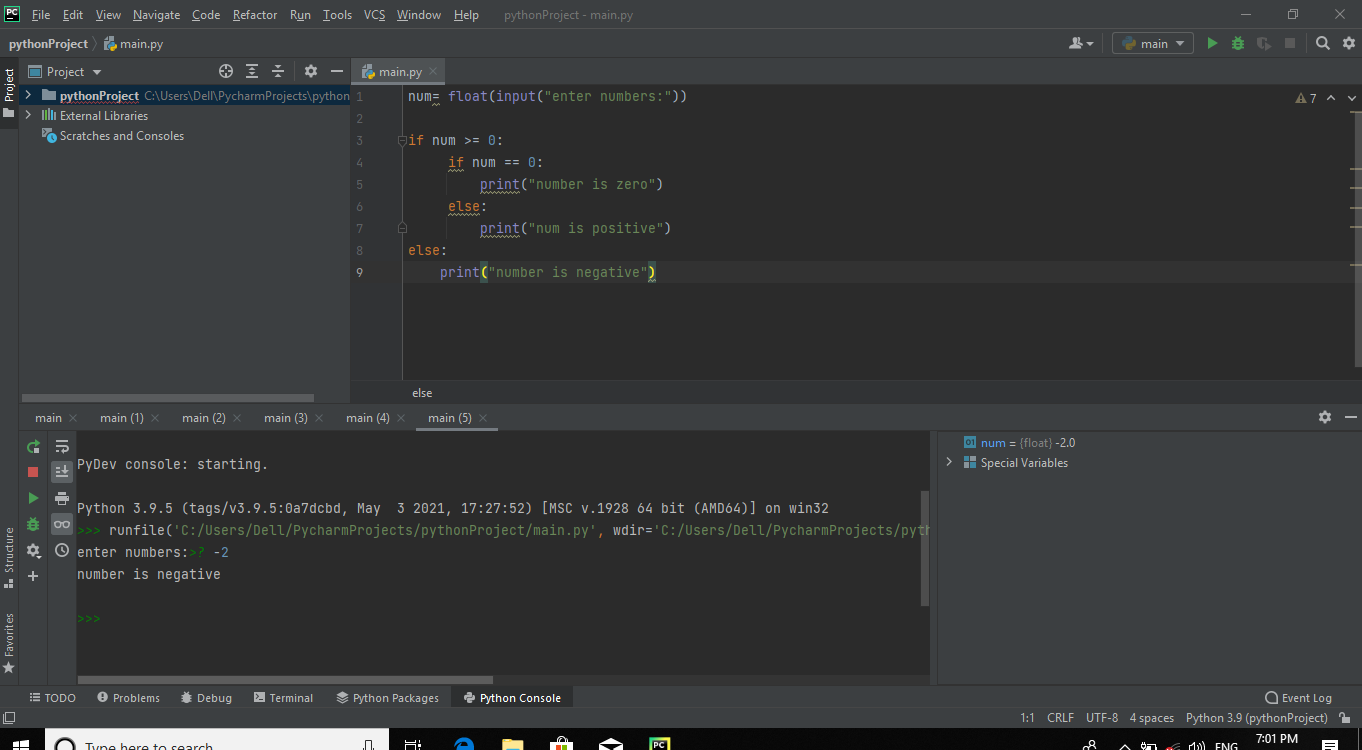 PC File Edit View Navigate Code Refactor Run Tools VCS Window Help pythonProject - main.py
pythonProject main.py main
Project
Project main.py
pythonProject C:\Users\Dell\PycharmProjects\python
External Libraries
Scratches and Consoles
7
1 num= float(input("enter numbers:"))
2
3 if num >= 0:
4 if num == 0:
5 print("number is zero")
6 else:
7 print("num is positive")
8 else:
9 print("number is negative")
else
main main (1) main (2) main (3) main (4) main (5)
PyDev console: starting.
Python 3.9.5 (tags/v3.9.5:0a7dcbd, May  3 2021, 17:27:52) [MSC v.1928 64 bit (AMD64)] on win32
>>> runfile('C:/Users/Dell/PycharmProjects/pythonProject/main.py', wdir='C:/Users/Dell/PycharmProjects/pyth
enter numbers:>? -2
number is negative
>>>
01 num = {float} -2.0
Special Variables
Structure
Favorites
TODO Problems Debug Terminal Python Packages Python Console Event Log
1:1 CRLF UTF-8 4 spaces Python 3.9 (pythonProject)
Type here to search PC ENG 7:01 PM